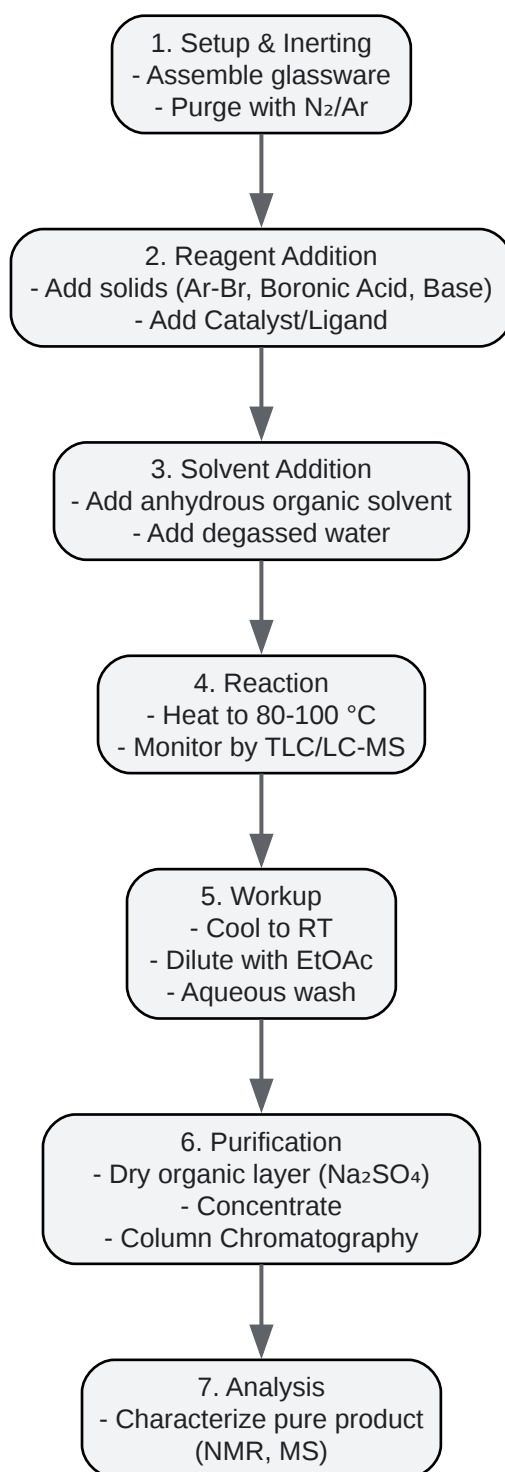 1. Setup & Inerting
- Assemble glassware
- Purge with N₂/Ar
2. Reagent Addition
- Add solids (Ar-Br, Boronic Acid, Base)
- Add Catalyst/Ligand
3. Solvent Addition
- Add anhydrous organic solvent
- Add degassed water
4. Reaction
- Heat to 80-100 °C
- Monitor by TLC/LC-MS
5. Workup
- Cool to RT
- Dilute with EtOAc
- Aqueous wash
6. Purification
- Dry organic layer (Na₂SO₄)
- Concentrate
- Column Chromatography
7. Analysis
- Characterize pure product
(NMR, MS)